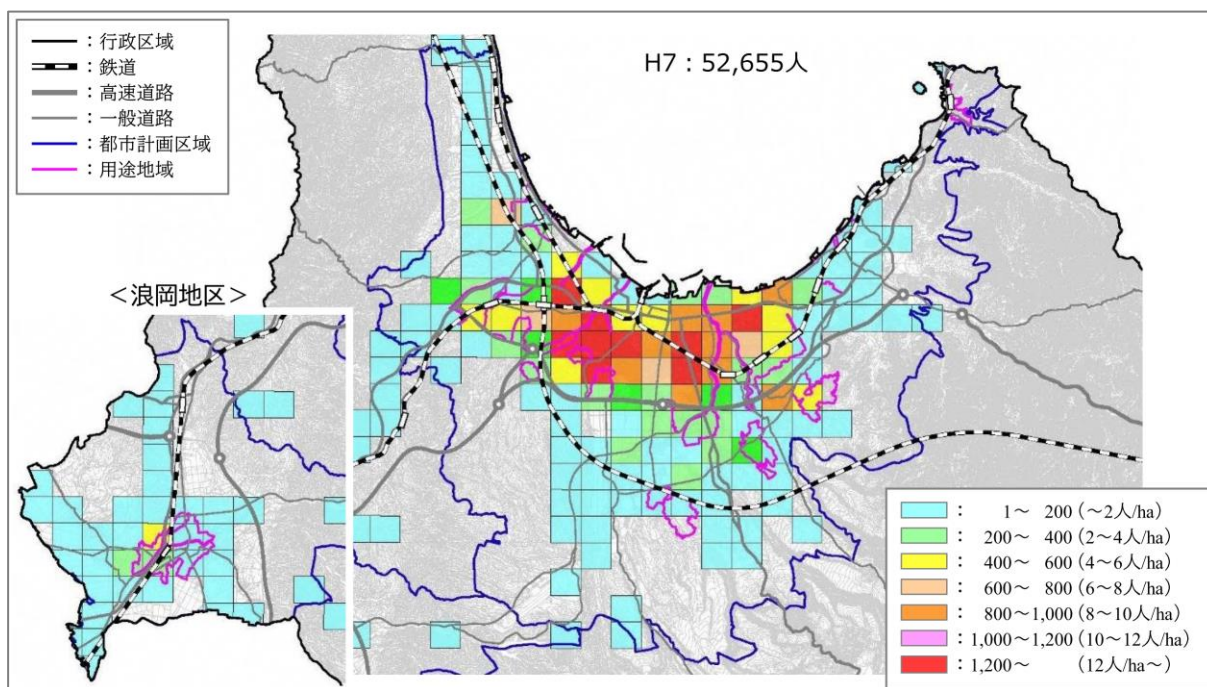 ：行政区域
：鉄道
：高速道路
：一般道路
：都市計画区域
：用途地域
H7：52,655人
＜浪岡地区＞
： 1～ 200（～2人/ha）
： 200～ 400（2～4人/ha）
： 400～ 600（4～6人/ha）
： 600～ 800（6～8人/ha）
： 800～1,000（8～10人/ha）
：1,000～1,200（10～12人/ha）
：1,200～ （12人/ha～）